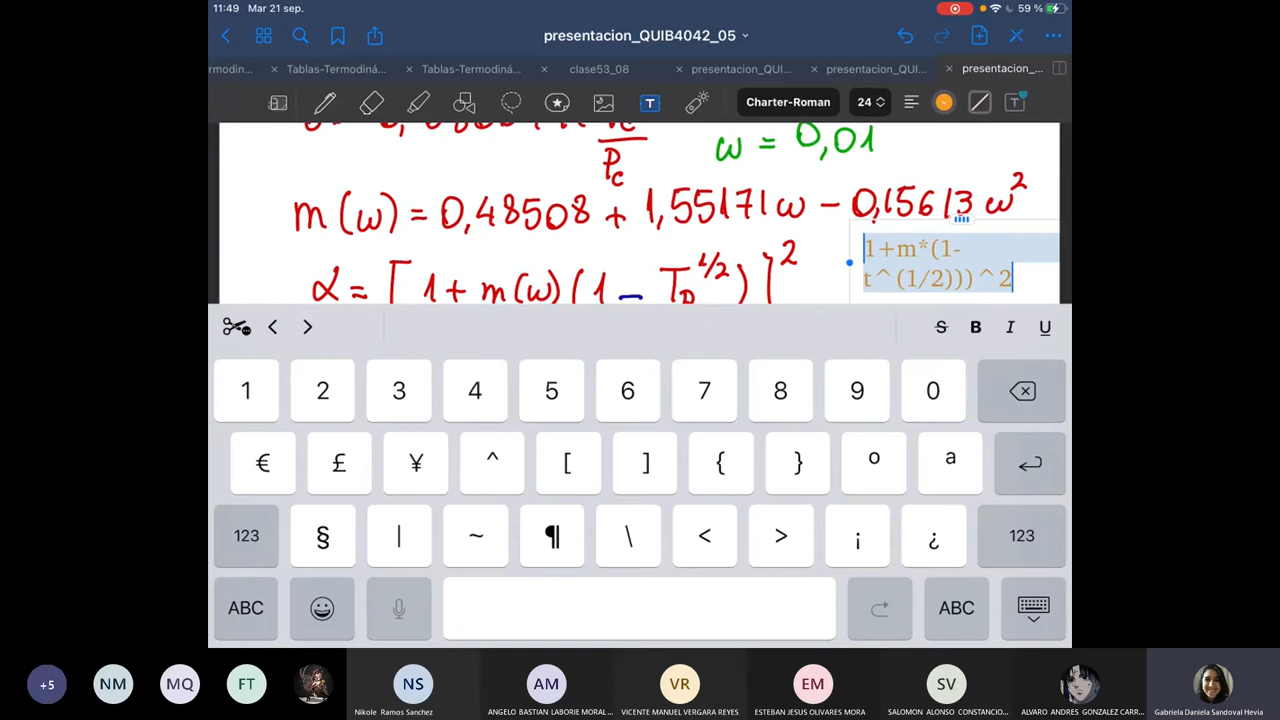 11:49 Mar 21 sep. 59 %
presentacion_QUIB4042_05
ermodin... Tablas-Termodiná... Tablas-Termodiná... clase53_08 presentacion_QUI... presentacion_QUI... presentacion_...
T Charter-Roman 24 T
P_c
ω = 0,01
m(ω) = 0,48508 + 1,55171ω − 0,15613 ω²
1+m*(1-
t^(1/2)))^2
α = [ 1 + m(ω)(1 − T_R^1/2) ]²
S B I U
1 2 3 4 5 6 7 8 9 0
€ £ ¥ ^ [ ] { } º ª
123 § | ~ ¶ \ < > ¡ ¿ 123
ABC ABC
+5 NM MQ FT NS AM VR EM SV
Nikole Ramos Sanchez ANGELO BASTIAN LABORIE MORAL... VICENTE MANUEL VERGARA REYES ESTEBAN JESUS OLIVARES MORA SALOMON ALONSO CONSTANCIO... ALVARO ANDRES GONZALEZ CARR... Gabriela Daniela Sandoval Hevia